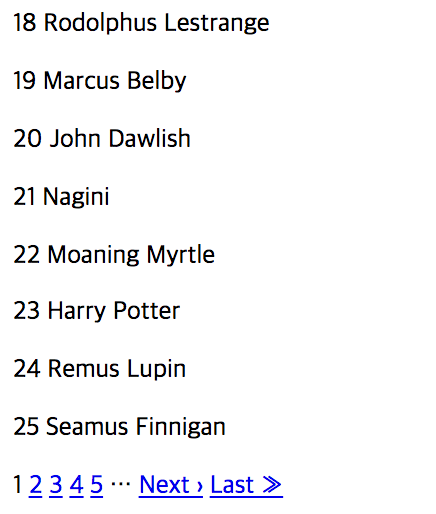 18 Rodolphus Lestrange
19 Marcus Belby
20 John Dawlish
21 Nagini
22 Moaning Myrtle
23 Harry Potter
24 Remus Lupin
25 Seamus Finnigan
1 2 3 4 5 … Next › Last ≫